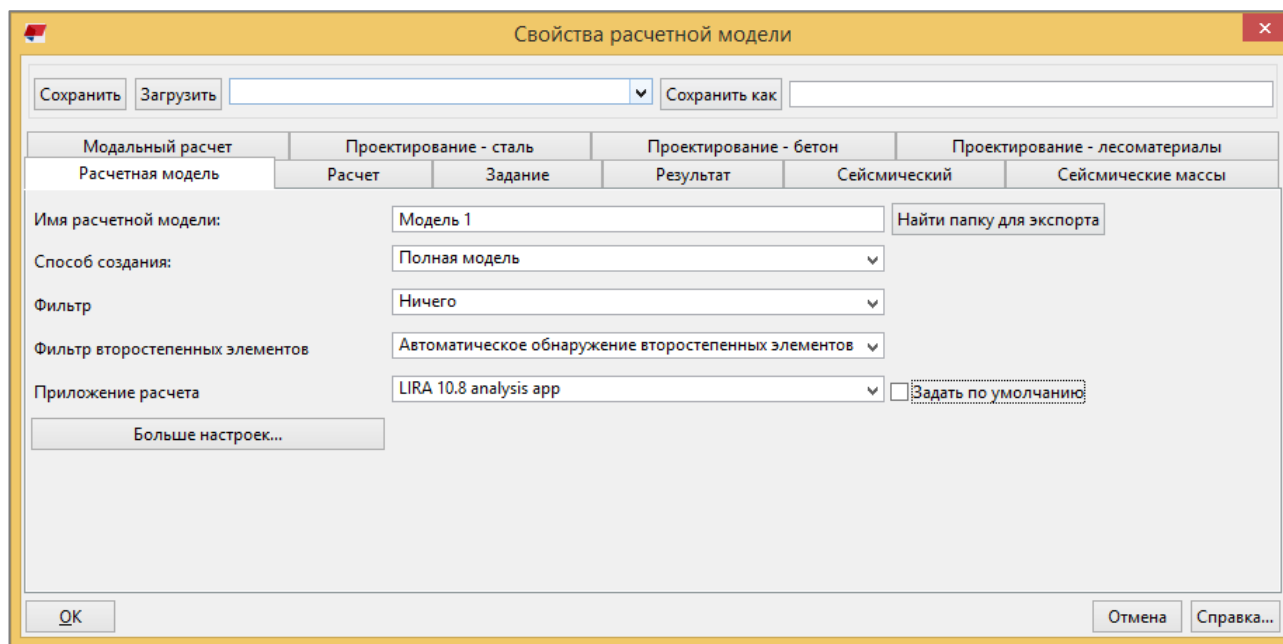 Свойства расчетной модели
Сохранить Загрузить Сохранить как
Модальный расчет Проектирование - сталь Проектирование - бетон Проектирование - лесоматериалы
Расчетная модель Расчет Задание Результат Сейсмический Сейсмические массы
Имя расчетной модели: Модель 1 Найти папку для экспорта
Способ создания: Полная модель
Фильтр Ничего
Фильтр второстепенных элементов Автоматическое обнаружение второстепенных элементов
Приложение расчета LIRA 10.8 analysis app Задать по умолчанию
Больше настроек...
OK Отмена Справка...